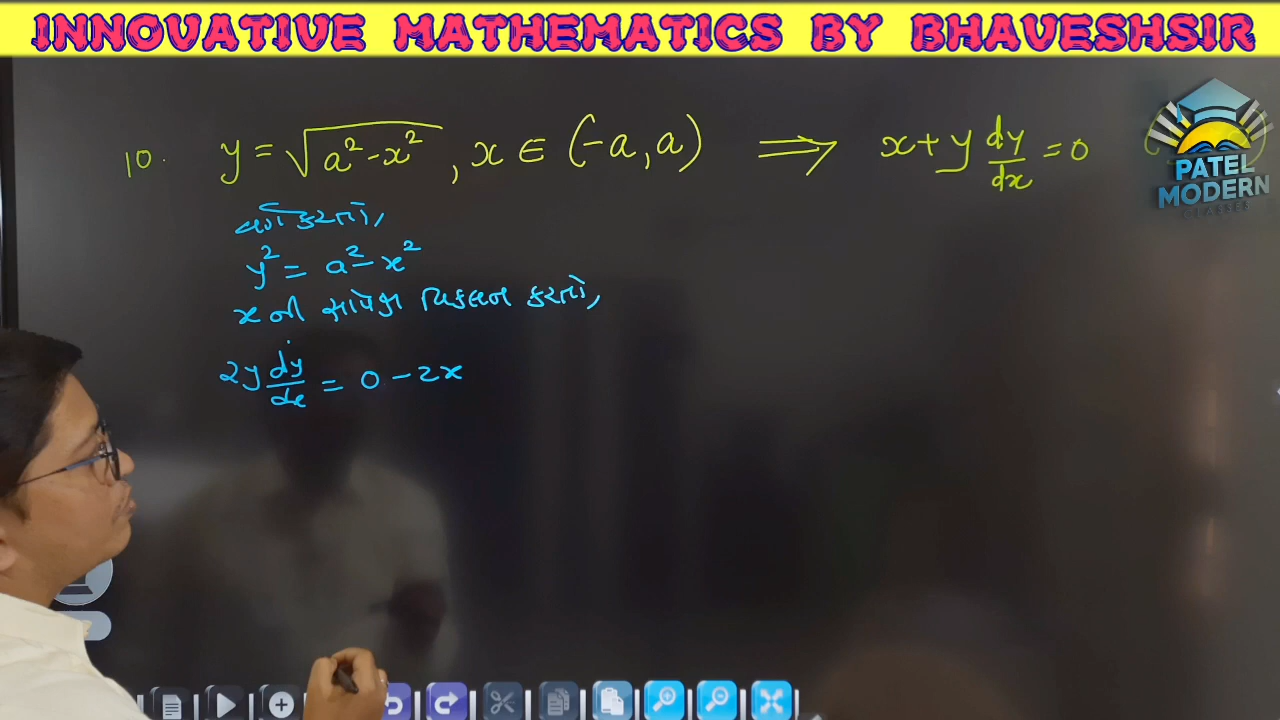 INNOVATIVE MATHEMATICS BY BHAVESHSIR
10. y = √(a² - x²) , x ∈ (-a, a) ⟹ x + y dy/dx = 0
વર્ગ કરતાં,
y² = a² - x²
x ની સાપેક્ષ વિકલન કરતાં,
2y dy/dx = 0 - 2x
PATEL
MODERN
CLASSES